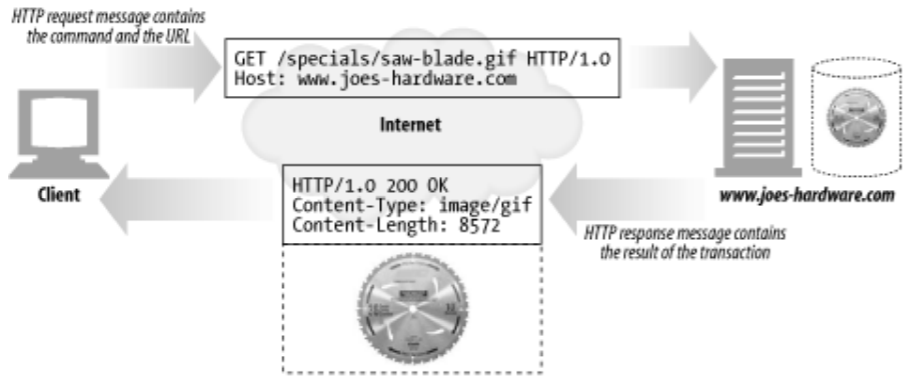 HTTP request message contains
the command and the URL
GET /specials/saw-blade.gif HTTP/1.0
Host: www.joes-hardware.com
Internet
Client
www.joes-hardware.com
HTTP/1.0 200 OK
Content-Type: image/gif
Content-Length: 8572
HTTP response message contains
the result of the transaction